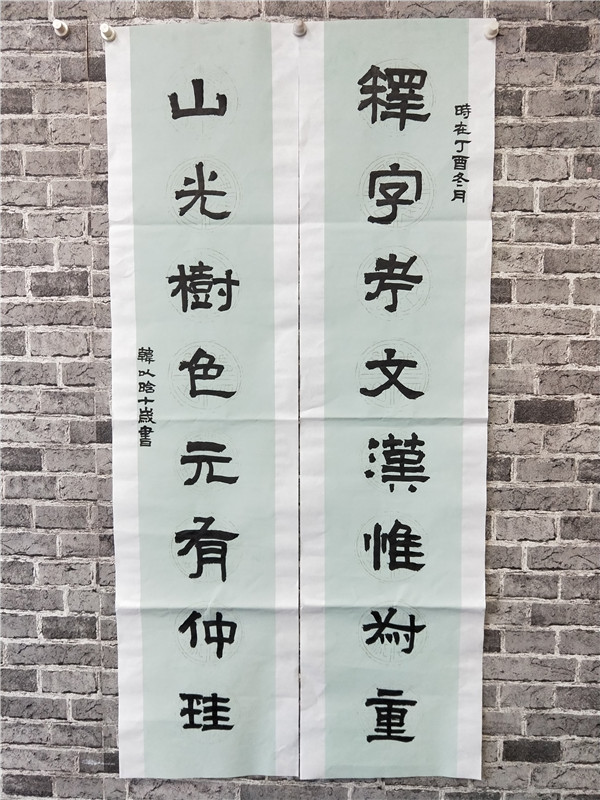 時在丁酉冬月
釋字考文漢惟叔重
山光樹色元有仲珪
韓以晗十歲書